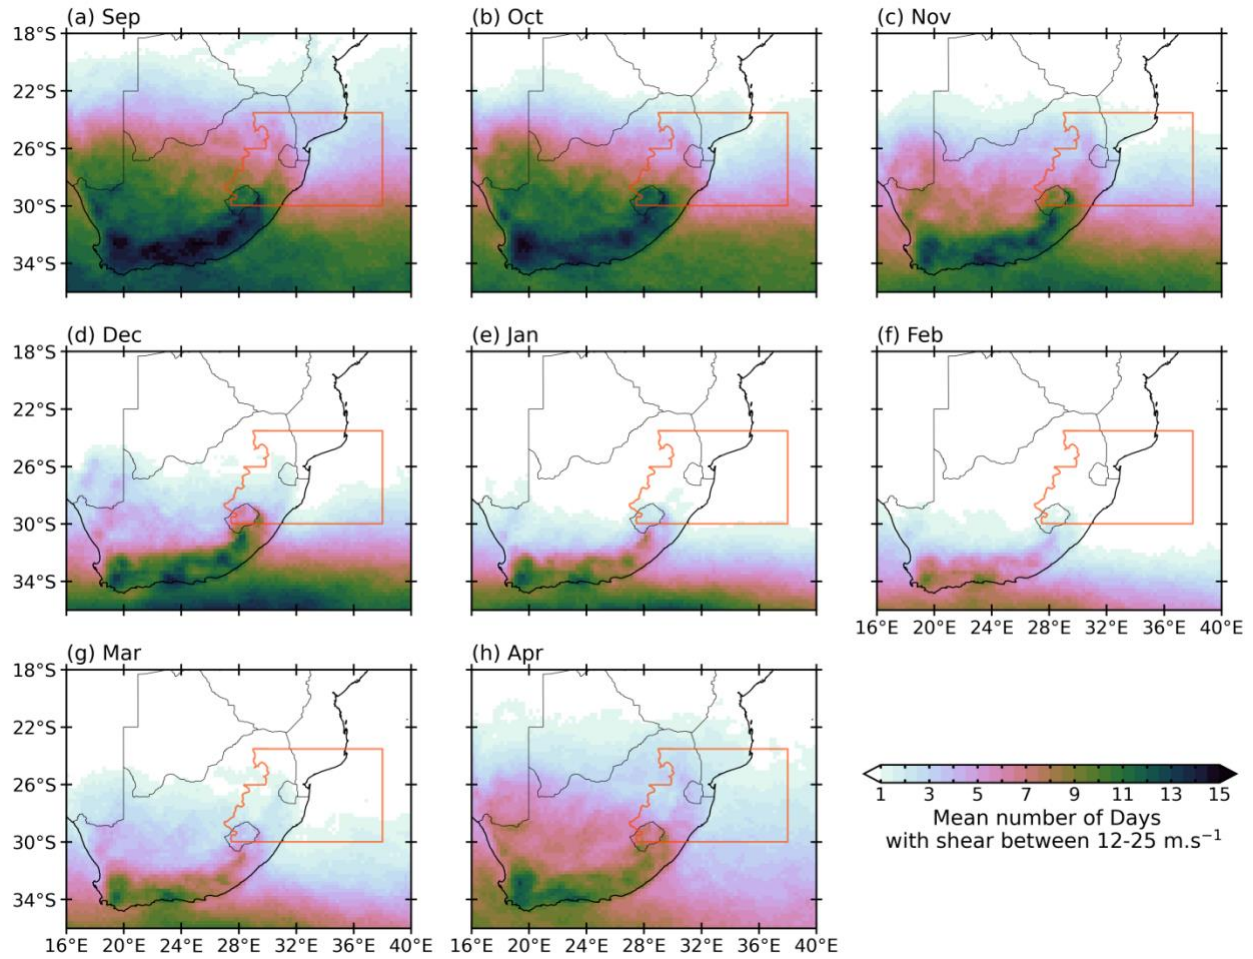 (a) Sep
(b) Oct
(c) Nov
18°S
22°S
26°S
30°S
34°S
(d) Dec
(e) Jan
(f) Feb
18°S
22°S
26°S
30°S
34°S
16°E 20°E 24°E 28°E 32°E 36°E 40°E
(g) Mar
(h) Apr
18°S
22°S
26°S
30°S
34°S
16°E 20°E 24°E 28°E 32°E 36°E 40°E
16°E 20°E 24°E 28°E 32°E 36°E 40°E
1 3 5 7 9 11 13 15
Mean number of Days
with shear between 12-25 m.s⁻¹